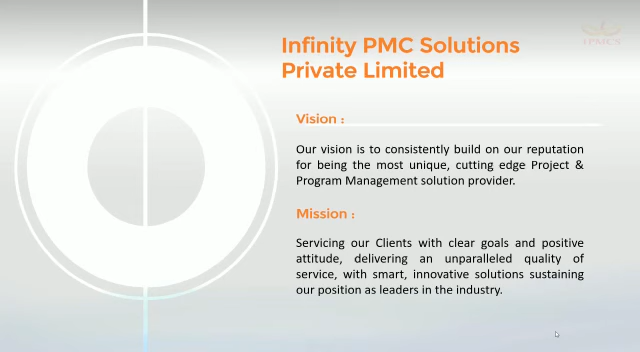 IPMCS
Infinity PMC Solutions
Private Limited
Vision :
Our vision is to consistently build on our reputation
for being the most unique, cutting edge Project &
Program Management solution provider.
Mission :
Servicing our Clients with clear goals and positive
attitude, delivering an unparalleled quality of
service, with smart, innovative solutions sustaining
our position as leaders in the industry.